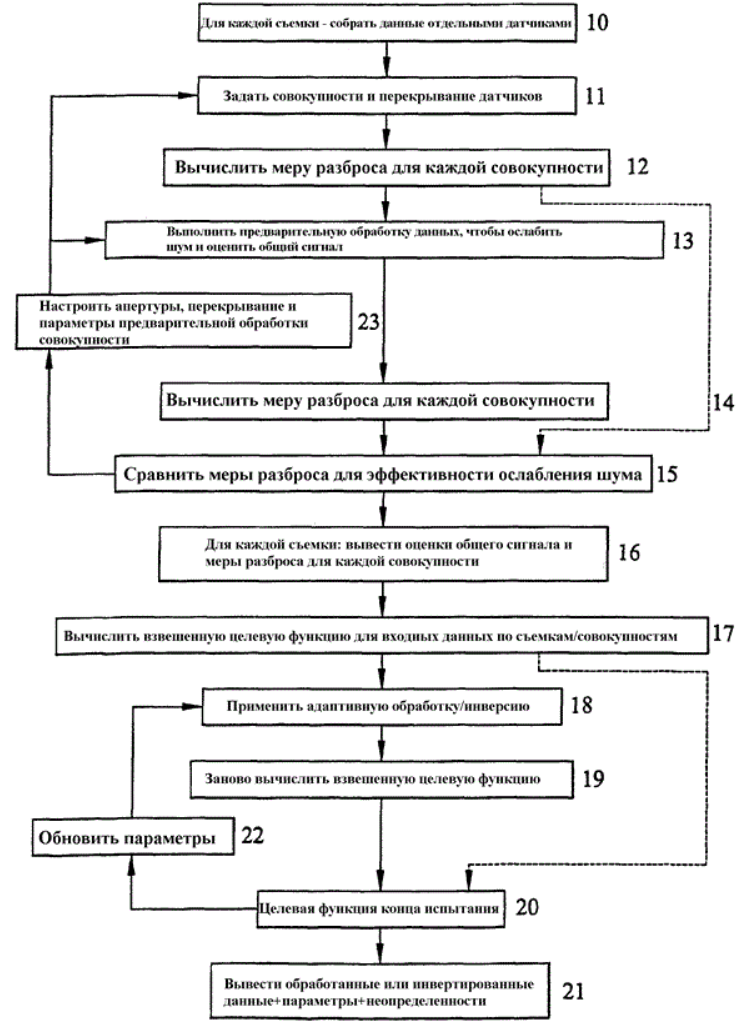 Для каждой съемки - собрать данные отдельными датчиками
10
Задать совокупности и перекрывание датчиков
11
Вычислить меру разброса для каждой совокупности
12
Выполнить предварительную обработку данных, чтобы ослабить
шум и оценить общий сигнал
13
Настроить апертуры, перекрывание и
параметры предварительной обработки
совокупности
23
Вычислить меру разброса для каждой совокупности
14
Сравнить меры разброса для эффективности ослабления шума
15
Для каждой съемки: вывести оценки общего сигнала и
меры разброса для каждой совокупности
16
Вычислить взвешенную целевую функцию для входных данных по съемкам/совокупностям
17
Применить адаптивную обработку/инверсию
18
Заново вычислить взвешенную целевую функцию
19
Обновить параметры
22
Целевая функция конца испытания
20
Вывести обработанные или инвертированные
данные+параметры+неопределенности
21